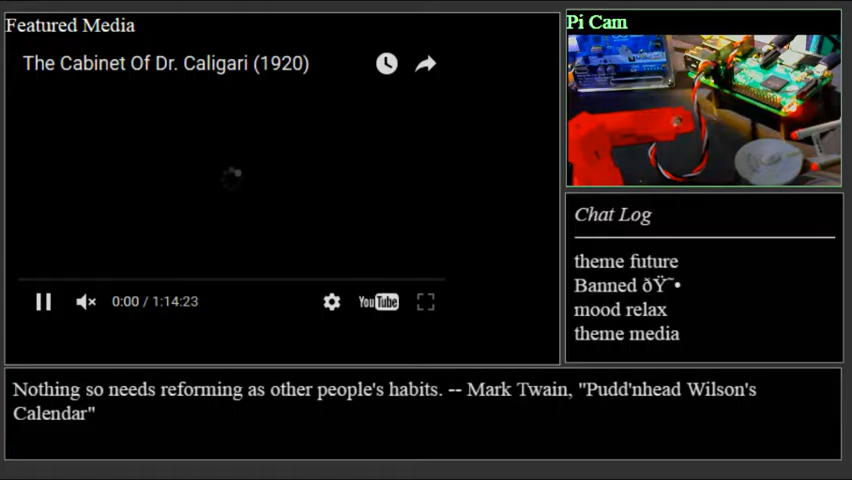 Featured Media
The Cabinet Of Dr. Caligari (1920)
0:00 / 1:14:23
YouTube
Pi Cam
Chat Log
theme future
Banned ðŸ˜•
mood relax
theme media
Nothing so needs reforming as other people's habits. -- Mark Twain, "Pudd'nhead Wilson's
Calendar"